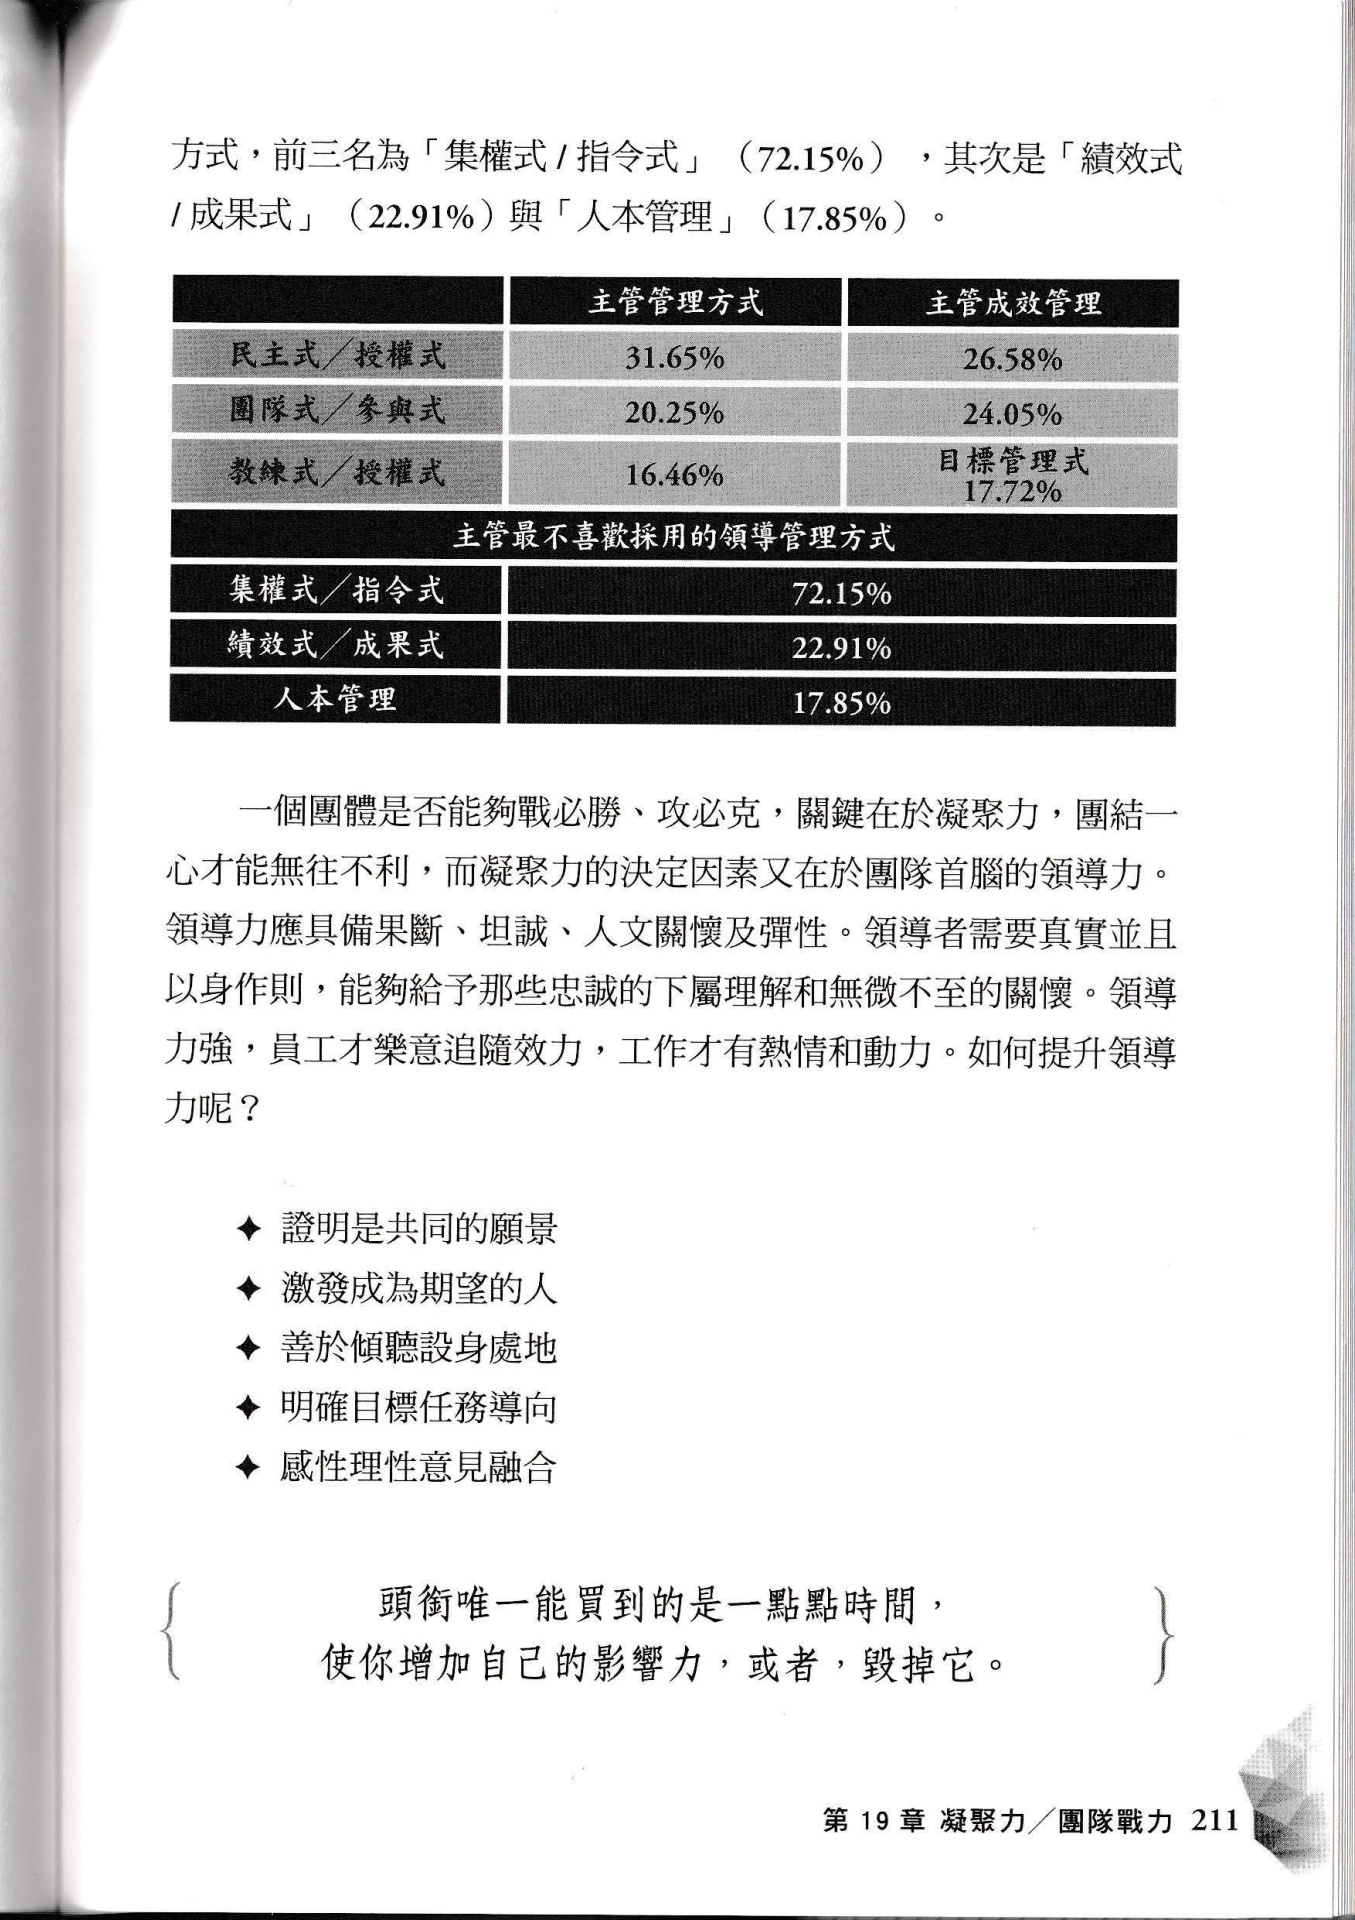 方式，前三名為「集權式 / 指令式」（72.15%），其次是「績效式
/ 成果式」（22.91%）與「人本管理」（17.85%）。
主管管理方式 主管成效管理
民主式／授權式 31.65% 26.58%
團隊式／參與式 20.25% 24.05%
教練式／授權式 16.46% 目標管理式
17.72%
主管最不喜歡採用的領導管理方式
集權式／指令式 72.15%
績效式／成果式 22.91%
人本管理 17.85%
一個團體是否能夠戰必勝、攻必克，關鍵在於凝聚力，團結一
心才能無往不利，而凝聚力的決定因素又在於團隊首腦的領導力。
領導力應具備果斷、坦誠、人文關懷及彈性。領導者需要真實並且
以身作則，能夠給予那些忠誠的下屬理解和無微不至的關懷。領導
力強，員工才樂意追隨效力，工作才有熱情和動力。如何提升領導
力呢？
✦ 證明是共同的願景
✦ 激發成為期望的人
✦ 善於傾聽設身處地
✦ 明確目標任務導向
✦ 感性理性意見融合
頭銜唯一能買到的是一點點時間，
使你增加自己的影響力，或者，毀掉它。
第 19 章 凝聚力／團隊戰力 211